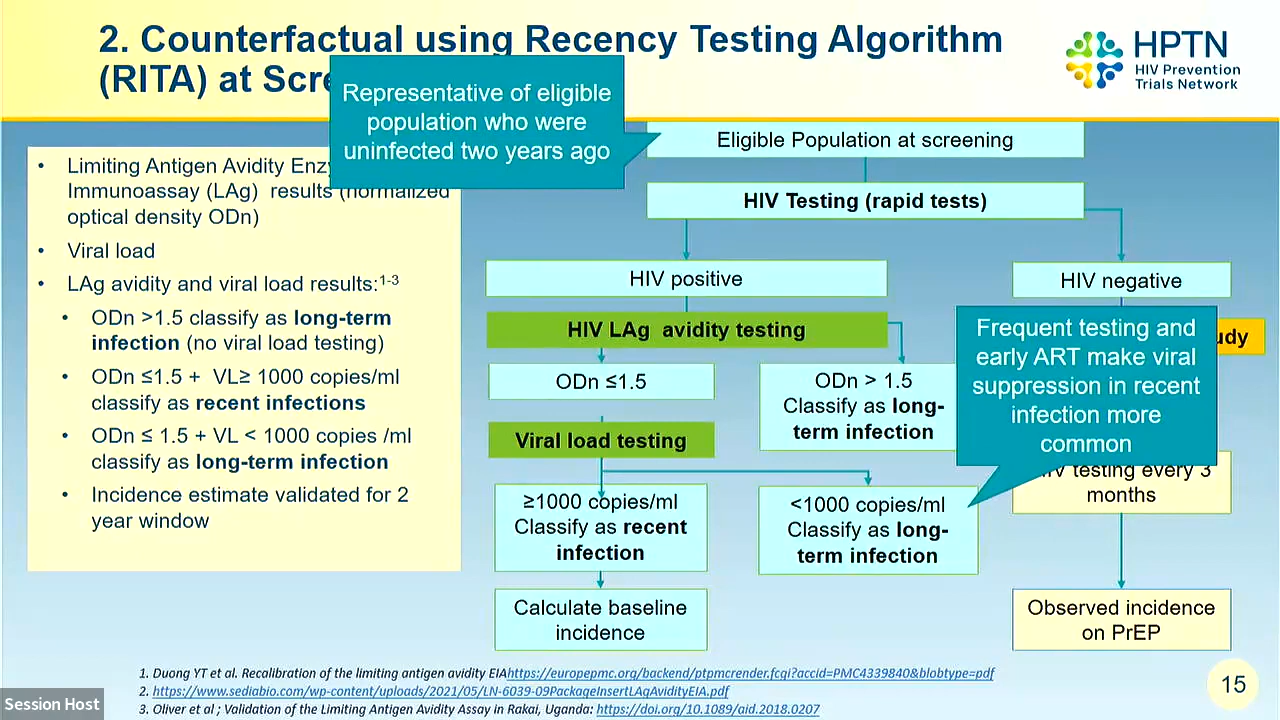 2. Counterfactual using Recency Testing Algorithm
(RITA) at Scre
HPTN
HIV Prevention
Trials Network
Representative of eligible
population who were
uninfected two years ago
• Limiting Antigen Avidity Enzy
Immunoassay (LAg) results (normalized
optical density ODn)
• Viral load
• LAg avidity and viral load results:1-3
• ODn >1.5 classify as long-term
infection (no viral load testing)
• ODn ≤1.5 + VL≥ 1000 copies/ml
classify as recent infections
• ODn ≤ 1.5 + VL < 1000 copies /ml
classify as long-term infection
• Incidence estimate validated for 2
year window
Eligible Population at screening
HIV Testing (rapid tests)
HIV positive
HIV negative
HIV LAg avidity testing
udy
Frequent testing and
early ART make viral
suppression in recent
infection more
common
ODn ≤1.5
ODn > 1.5
Classify as long-
term infection
Viral load testing
HIV testing every 3
months
≥1000 copies/ml
Classify as recent
infection
<1000 copies/ml
Classify as long-
term infection
Calculate baseline
incidence
Observed incidence
on PrEP
1. Duong YT et al. Recalibration of the limiting antigen avidity EIAhttps://europepmc.org/backend/ptpmcrender.fcgi?accid=PMC4339840&blobtype=pdf
2. https://www.sediabio.com/wp-content/uploads/2021/05/LN-6039-09PackageInsertLAgAvidityEIA.pdf
3. Oliver et al ; Validation of the Limiting Antigen Avidity Assay in Rakai, Uganda: https://doi.org/10.1089/aid.2018.0207
15
Session Host